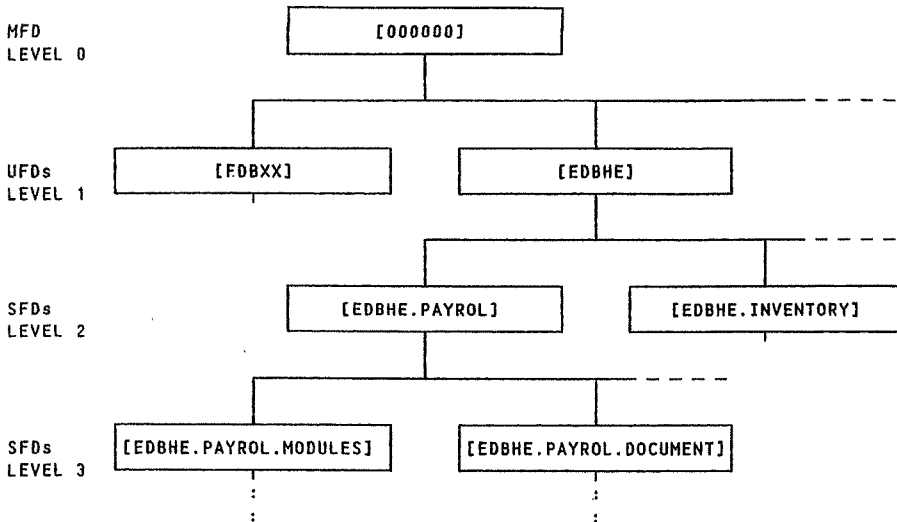 MFD
LEVEL 0
[000000]
UFDs
LEVEL 1
[EDBXX]
[EDBHE]
SFDs
LEVEL 2
[EDBHE.PAYROL]
[EDBHE.INVENTORY]
SFDs
LEVEL 3
[EDBHE.PAYROL.MODULES]
[EDBHE.PAYROL.DOCUMENT]